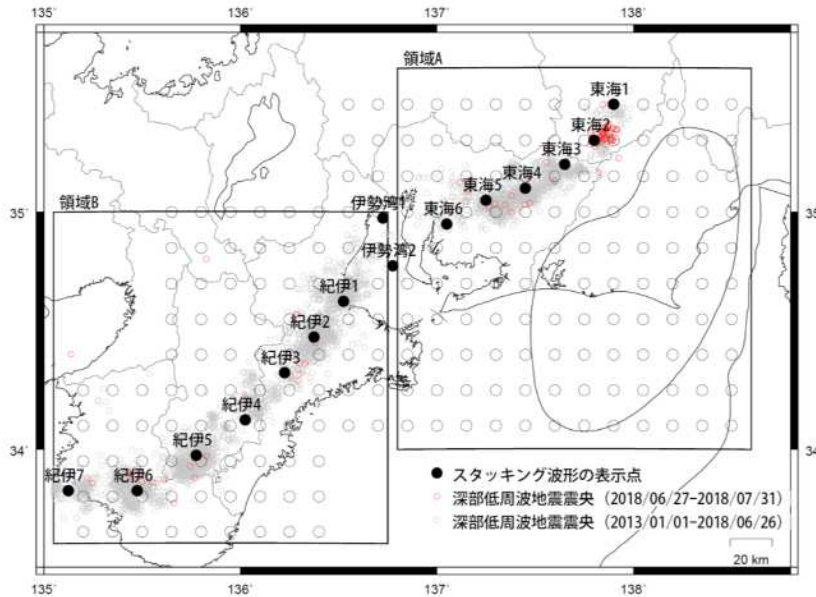 135˚ 136˚ 137˚ 138˚
領域A
東海1
東海2
東海3
東海4
東海5
東海6
35˚ 35˚
領域B
伊勢湾1
伊勢湾2
紀伊1
紀伊2
紀伊3
紀伊4
紀伊5
紀伊6
紀伊7
34˚ 34˚
スタッキング波形の表示点
深部低周波地震震央（2018/06/27−2018/07/31）
深部低周波地震震央（2013/01/01−2018/06/26）
20 km
135˚ 136˚ 137˚ 138˚